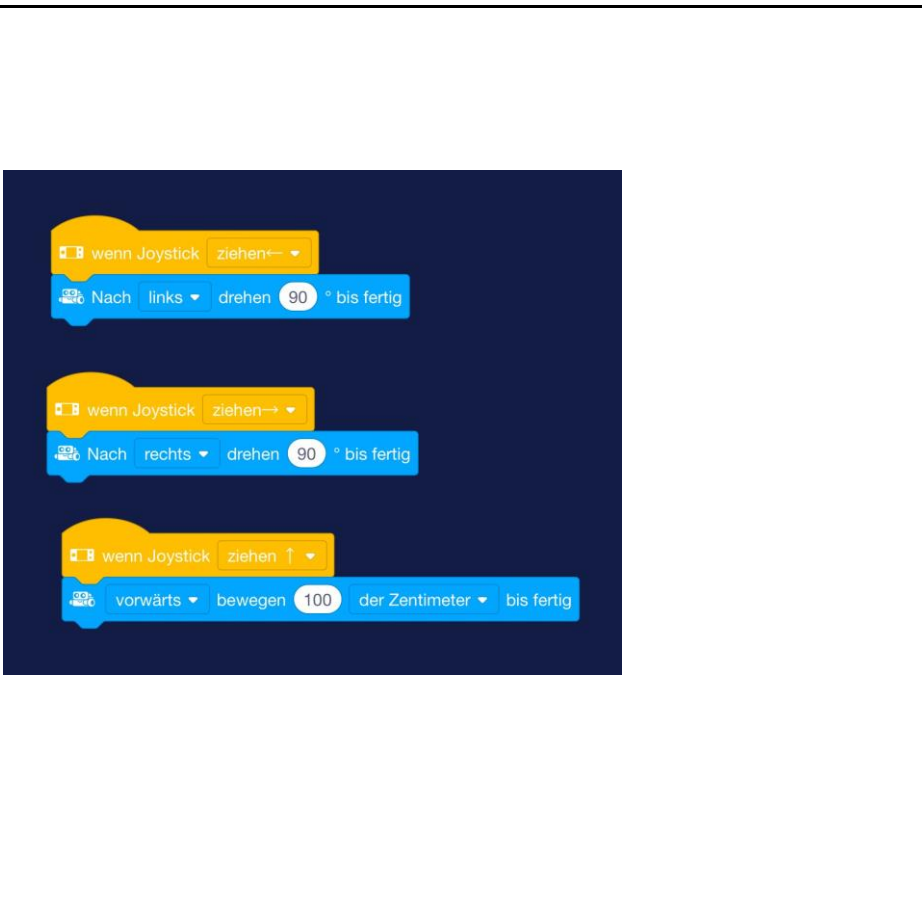 wenn Joystick ziehen←
Nach links drehen 90 ° bis fertig
wenn Joystick ziehen→
Nach rechts drehen 90 ° bis fertig
wenn Joystick ziehen ↑
vorwärts bewegen 100 der Zentimeter bis fertig